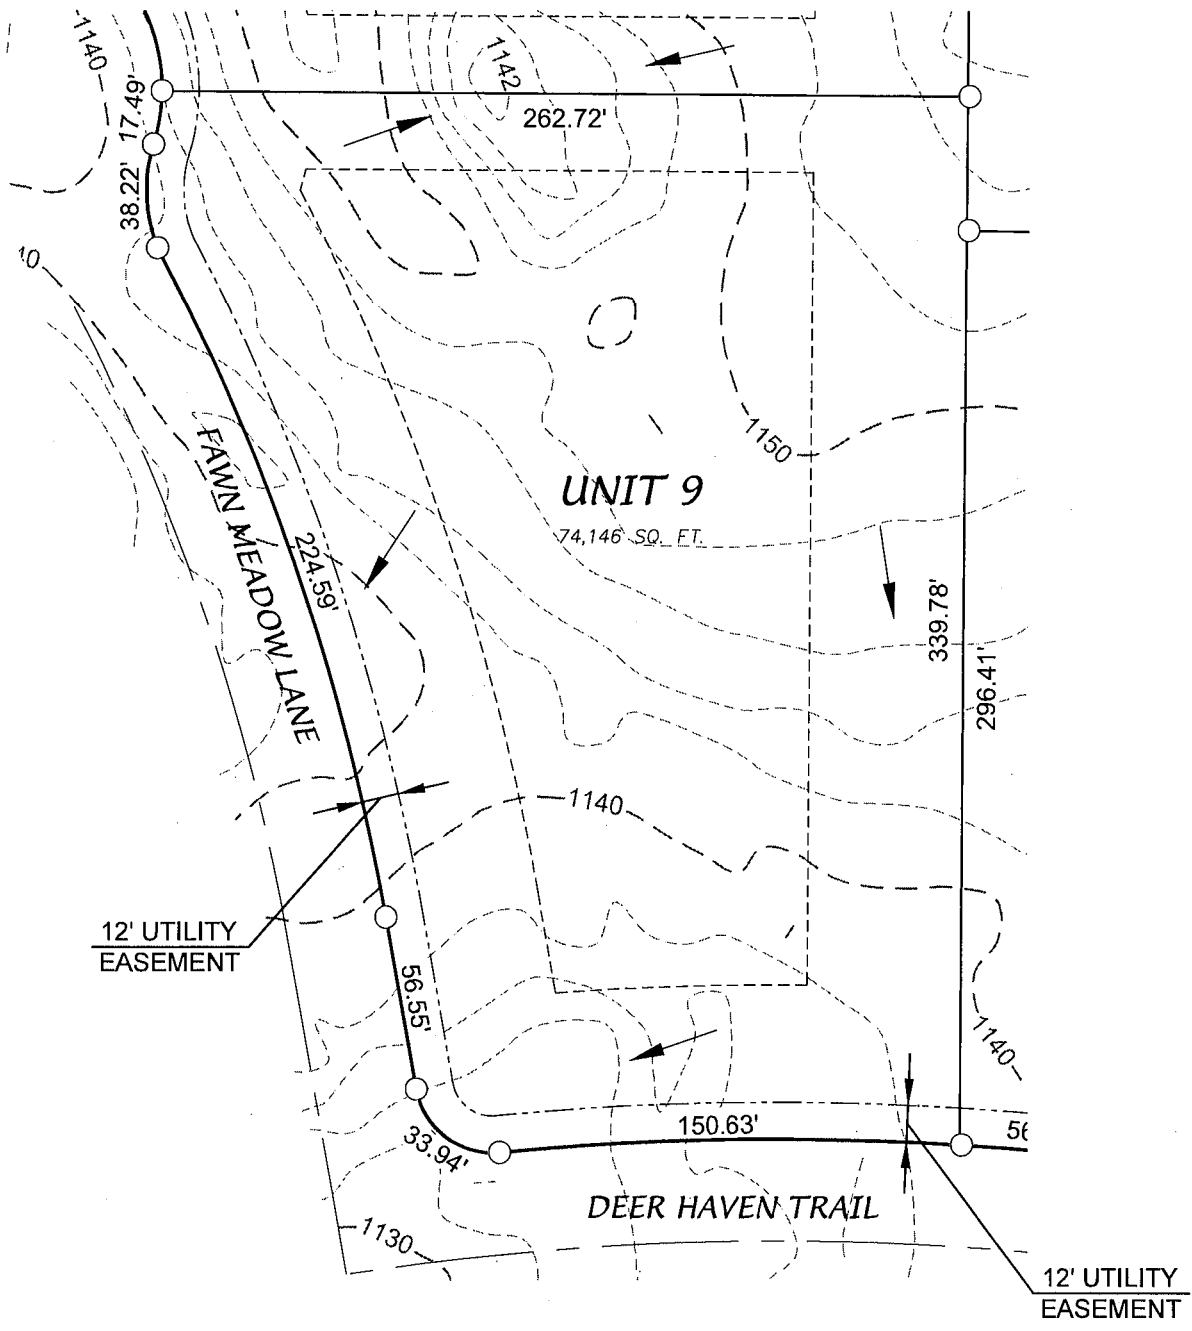 1140
1142
17.49'
262.72'
38.22'
10
1150
UNIT 9
74,146 SQ. FT.
FAWN MEADOW LANE
224.59'
339.78'
296.41'
1140
12' UTILITY
EASEMENT
56.55'
1140
150.63'
56
33.94'
DEER HAVEN TRAIL
1130
12' UTILITY
EASEMENT